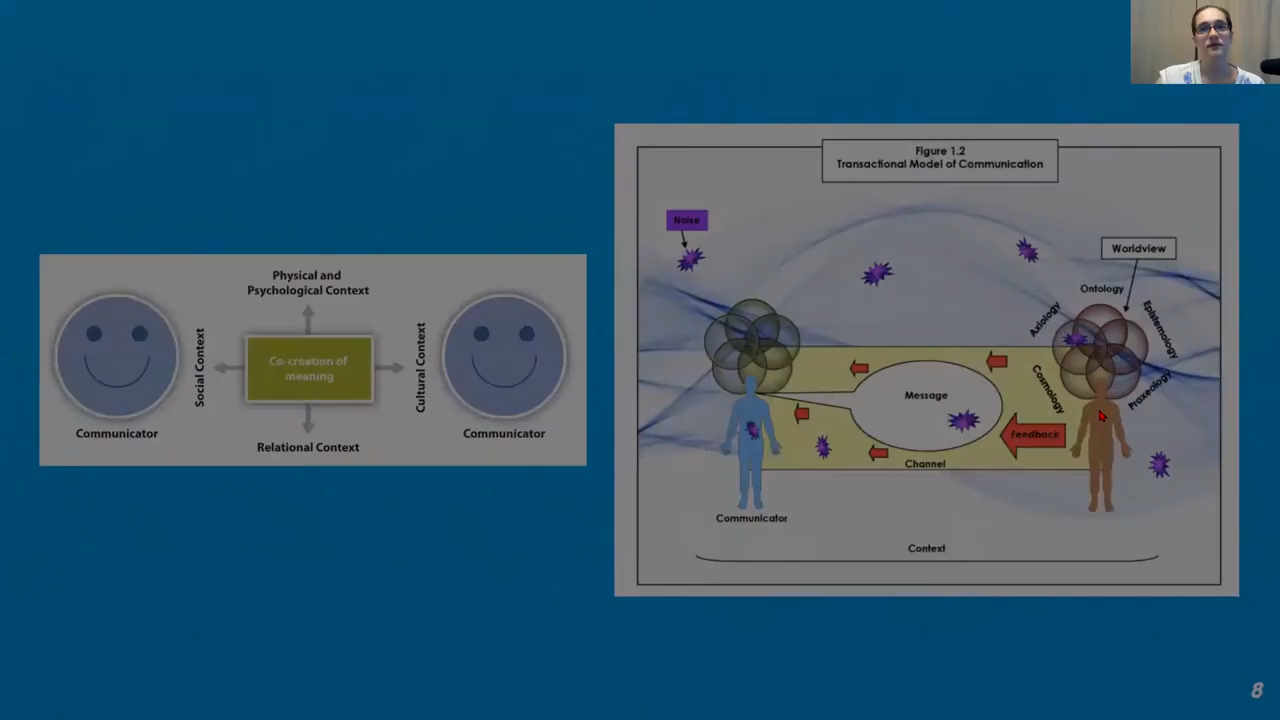 Physical and
Psychological Context
Social Context
Co-creation of
meaning
Cultural Context
Communicator
Relational Context
Communicator
Figure 1.2
Transactional Model of Communication
Noise
Worldview
Ontology
Axiology
Epistemology
Cosmology
Praxeology
Message
Feedback
Channel
Communicator
Context
8